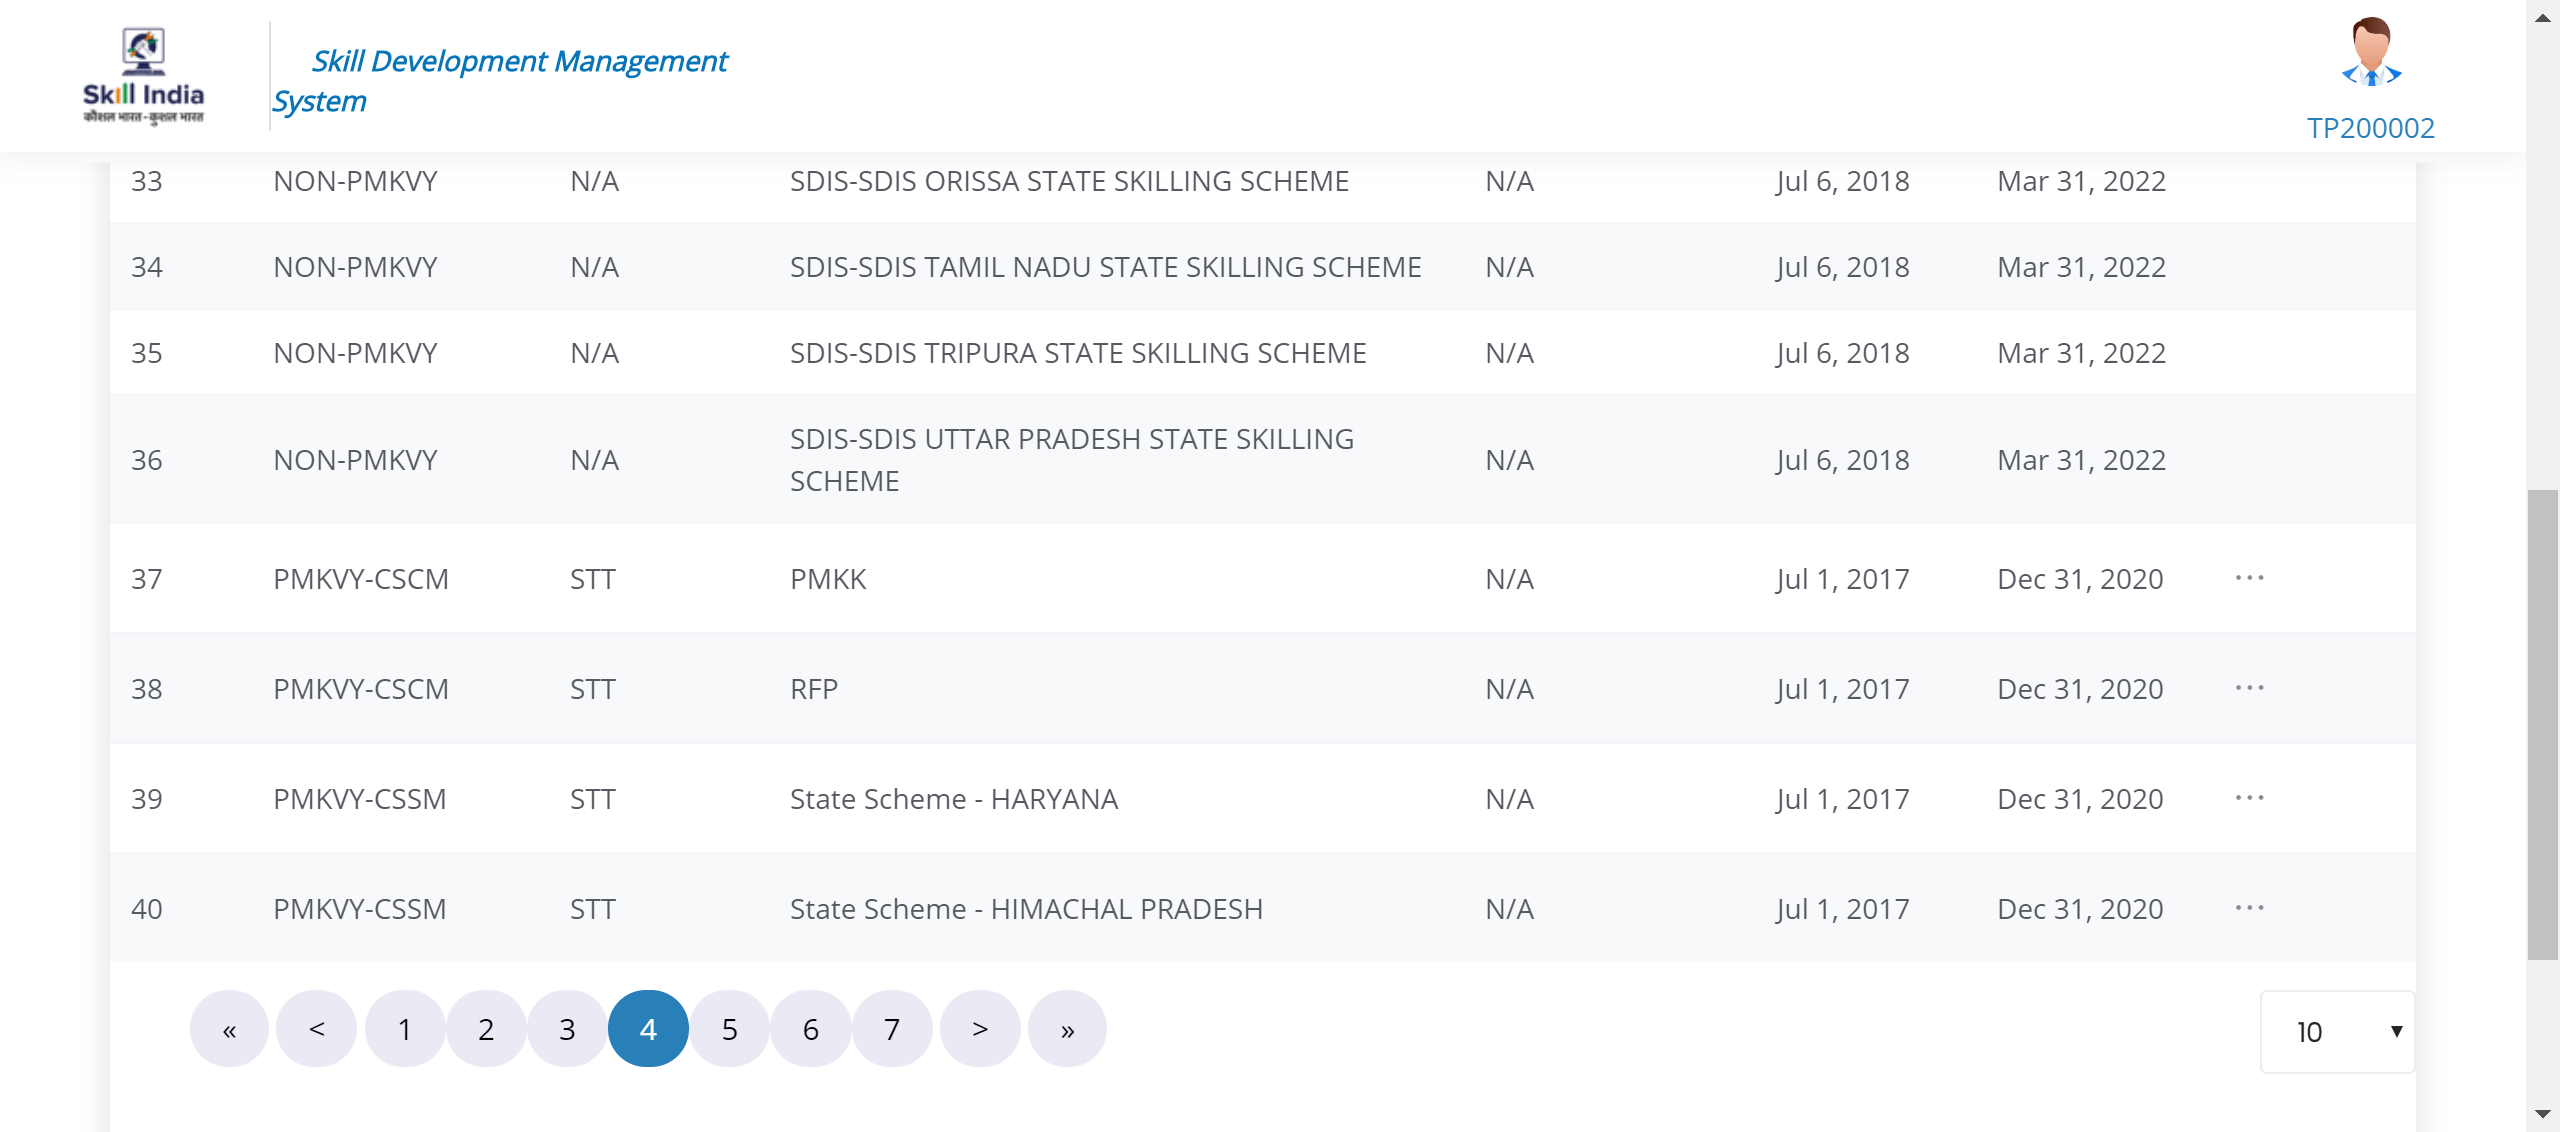 Skill India
कौशल भारत-कुशल भारत
Skill Development Management
System
TP200002
33 NON-PMKVY N/A SDIS-SDIS ORISSA STATE SKILLING SCHEME N/A Jul 6, 2018 Mar 31, 2022
34 NON-PMKVY N/A SDIS-SDIS TAMIL NADU STATE SKILLING SCHEME N/A Jul 6, 2018 Mar 31, 2022
35 NON-PMKVY N/A SDIS-SDIS TRIPURA STATE SKILLING SCHEME N/A Jul 6, 2018 Mar 31, 2022
36 NON-PMKVY N/A SDIS-SDIS UTTAR PRADESH STATE SKILLING
SCHEME N/A Jul 6, 2018 Mar 31, 2022
37 PMKVY-CSCM STT PMKK N/A Jul 1, 2017 Dec 31, 2020 ...
38 PMKVY-CSCM STT RFP N/A Jul 1, 2017 Dec 31, 2020 ...
39 PMKVY-CSSM STT State Scheme - HARYANA N/A Jul 1, 2017 Dec 31, 2020 ...
40 PMKVY-CSSM STT State Scheme - HIMACHAL PRADESH N/A Jul 1, 2017 Dec 31, 2020 ...
« < 1 2 3 4 5 6 7 > » 10